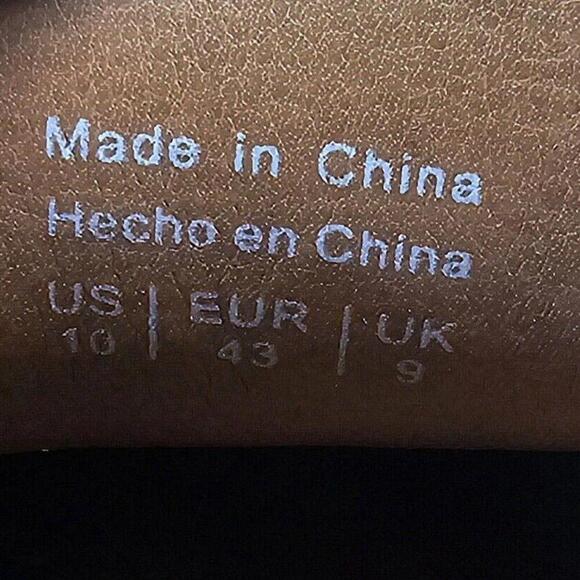 Made in China
Hecho en China
US | EUR | UK
10 | 43 | 9